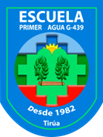 ESCUELA
PRIMER AGUA G-439
Desde 1982
Tirúa